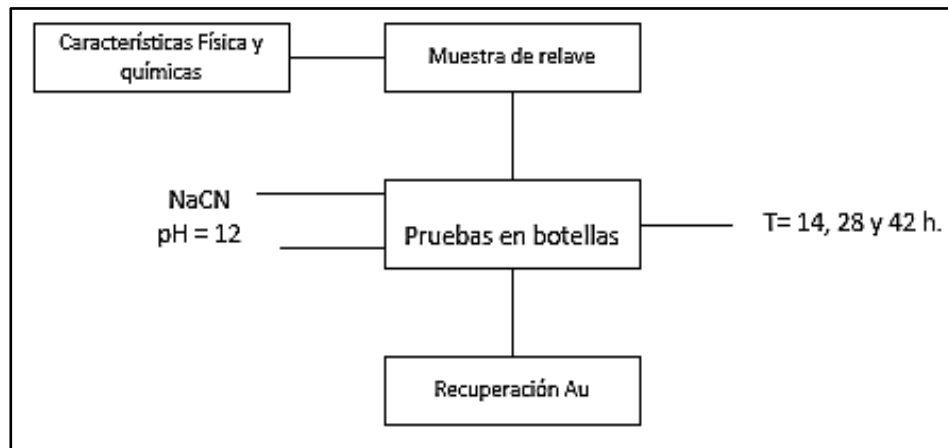 Características Física y
químicas
Muestra de relave
NaCN
pH = 12
Pruebas en botellas
T= 14, 28 y 42 h.
Recuperación Au